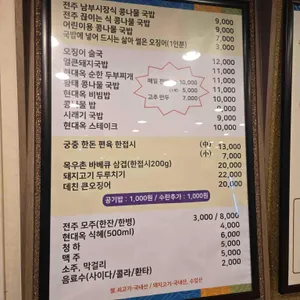 전주 남부시장식 콩나물 국밥 9,000
전주 끓이는 식 콩나물 국밥 9,000
어린이용 콩나물 국밥
국밥에 넣어 드시는 삶아 썰은 오징어(1인분) 3,000
오징어 숙국 12,000
얼큰돼지국밥 11,000
현대옥 순한 두부찌개
황태 콩나물 국밥
현대옥 비빔밥
콩나물 밥
시래기 국밥 9,000
현대옥 스테이크 10,000
10,000
5,000
고추 만두 7,000
궁중 한돈 편육 한접시 (中) 13,000
(小) 7,000
목우촌 바베큐 삼겹(한접시200g) 20,000
돼지고기 두루치기 22,000
데친 큰오징어 20,000
공기밥 : 1,000원 / 수란추가 : 1,000원
전주 모주(한잔/한병) 3,000 / 8,000
현대옥 식혜(500ml) 4,000
청 하 6,000
맥 주 5,000
소주, 막걸리 5,000
음료수(사이다/콜라/환타) 2,000